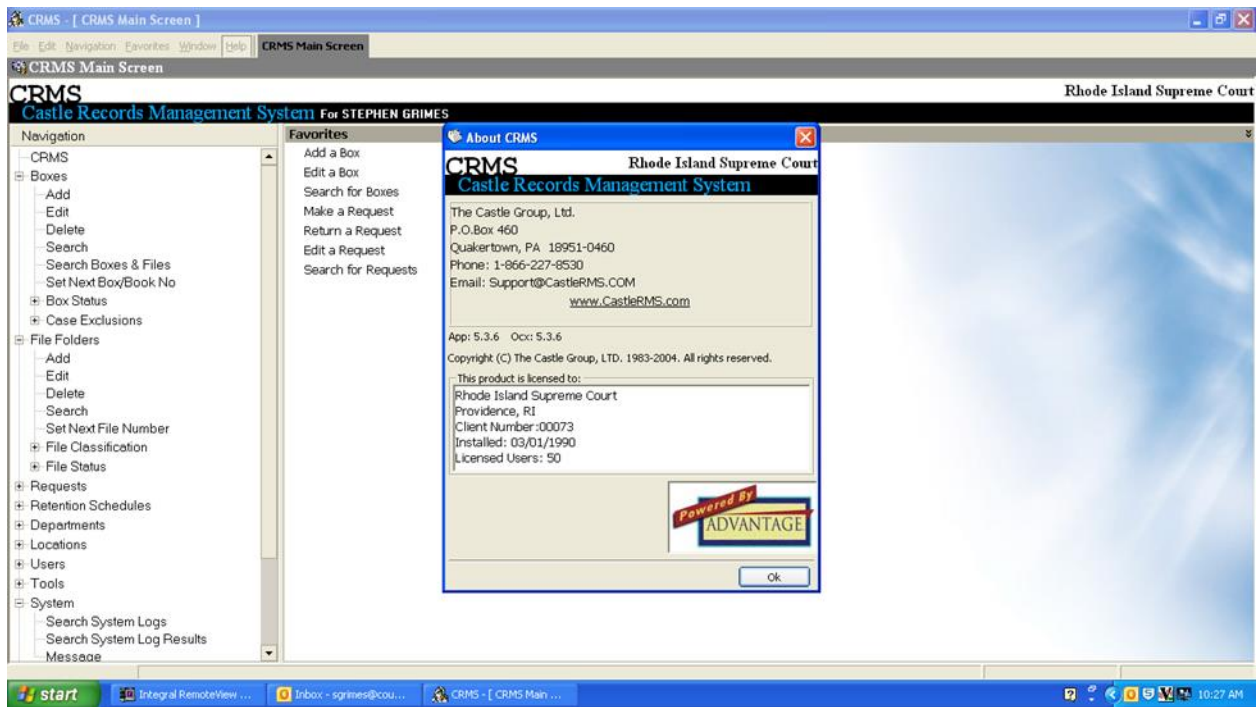 CRMS - [ CRMS Main Screen ]
File Edit Navigation Favorites Window Help CRMS Main Screen
CRMS Main Screen
CRMS
Rhode Island Supreme Court
Castle Records Management System For STEPHEN GRIMES
Navigation
CRMS
Boxes
Add
Edit
Delete
Search
Search Boxes & Files
Set Next Box/Book No
Box Status
Case Exclusions
File Folders
Add
Edit
Delete
Search
Set Next File Number
File Classification
File Status
Requests
Retention Schedules
Departments
Locations
Users
Tools
System
Search System Logs
Search System Log Results
Message
Favorites
Add a Box
Edit a Box
Search for Boxes
Make a Request
Return a Request
Edit a Request
Search for Requests
About CRMS
CRMS
Rhode Island Supreme Court
Castle Records Management System
The Castle Group, Ltd.
P.O.Box 460
Quakertown, PA 18951-0460
Phone: 1-866-227-8530
Email: Support@CastleRMS.COM
www.CastleRMS.com
App: 5.3.6 Ocx: 5.3.6
Copyright (C) The Castle Group, LTD. 1983-2004. All rights reserved.
This product is licensed to:
Rhode Island Supreme Court
Providence, RI
Client Number:00073
Installed: 03/01/1990
Licensed Users: 50
Powered By
ADVANTAGE
Ok
start
Integral RemoteView ...
Inbox - sgrimes@cou...
CRMS - [ CRMS Main ...
10:27 AM